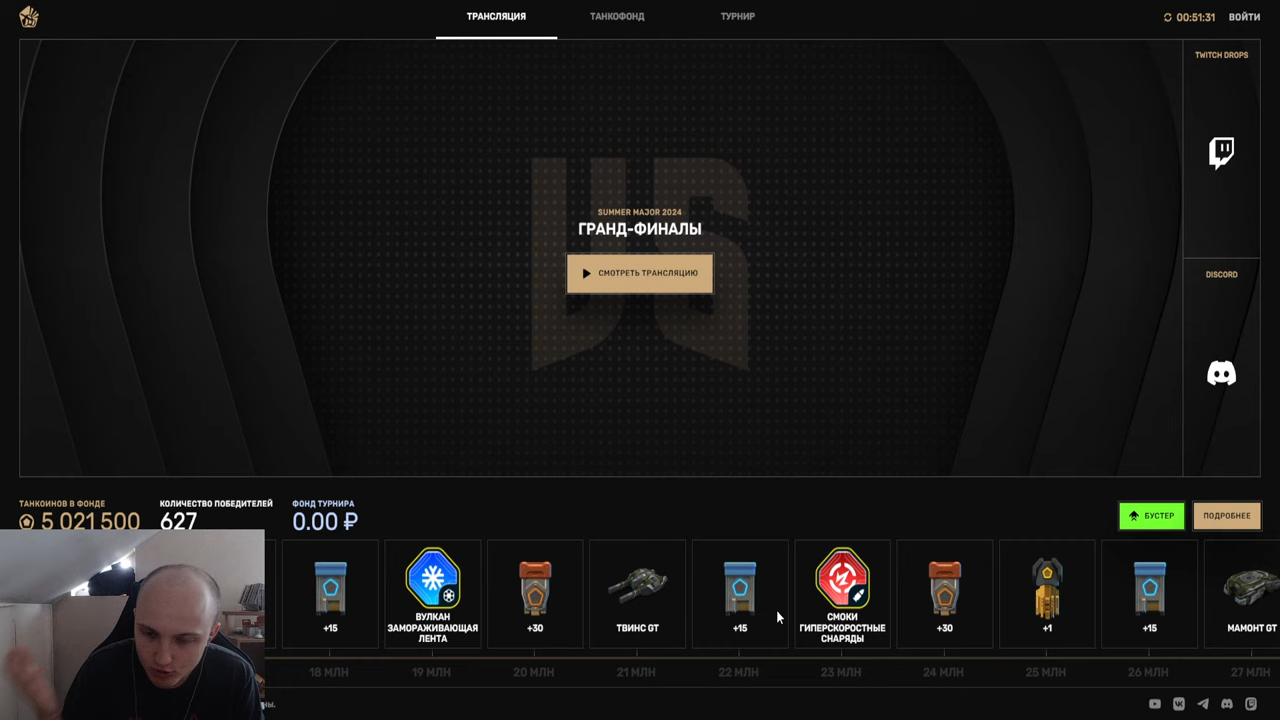 ТРАНСЛЯЦИЯ
ТАНКОФОНД
ТУРНИР
00:51:31
ВОЙТИ
TWITCH DROPS
SUMMER MAJOR 2024
ГРАНД-ФИНАЛЫ
СМОТРЕТЬ ТРАНСЛЯЦИЮ
DISCORD
ТАНКОИНОВ В ФОНДЕ
5 021 500
КОЛИЧЕСТВО ПОБЕДИТЕЛЕЙ
627
ФОНД ТУРНИРА
0.00 ₽
БУСТЕР
ПОДРОБНЕЕ
+15
ВУЛКАН
ЗАМОРАЖИВАЮЩАЯ
ЛЕНТА
+30
ТВИНС GT
+15
СМОКИ
ГИПЕРСКОРОСТНЫЕ
СНАРЯДЫ
+30
+1
+15
МАМОНТ GT
18 МЛН
19 МЛН
20 МЛН
21 МЛН
22 МЛН
23 МЛН
24 МЛН
25 МЛН
26 МЛН
27 МЛН